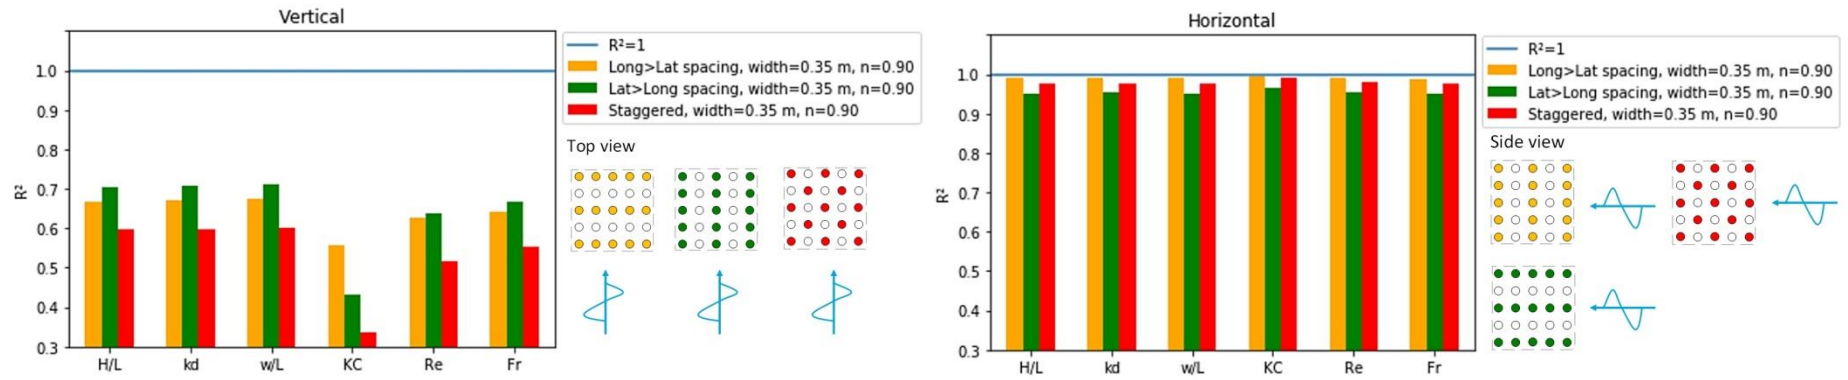 Vertical
R²
1.0
0.9
0.8
0.7
0.6
0.5
0.4
0.3
H/L kd w/L KC Re Fr
R²=1
Long>Lat spacing, width=0.35 m, n=0.90
Lat>Long spacing, width=0.35 m, n=0.90
Staggered, width=0.35 m, n=0.90
Top view
Horizontal
R²
1.0
0.9
0.8
0.7
0.6
0.5
0.4
0.3
H/L kd w/L KC Re Fr
R²=1
Long>Lat spacing, width=0.35 m, n=0.90
Lat>Long spacing, width=0.35 m, n=0.90
Staggered, width=0.35 m, n=0.90
Side view